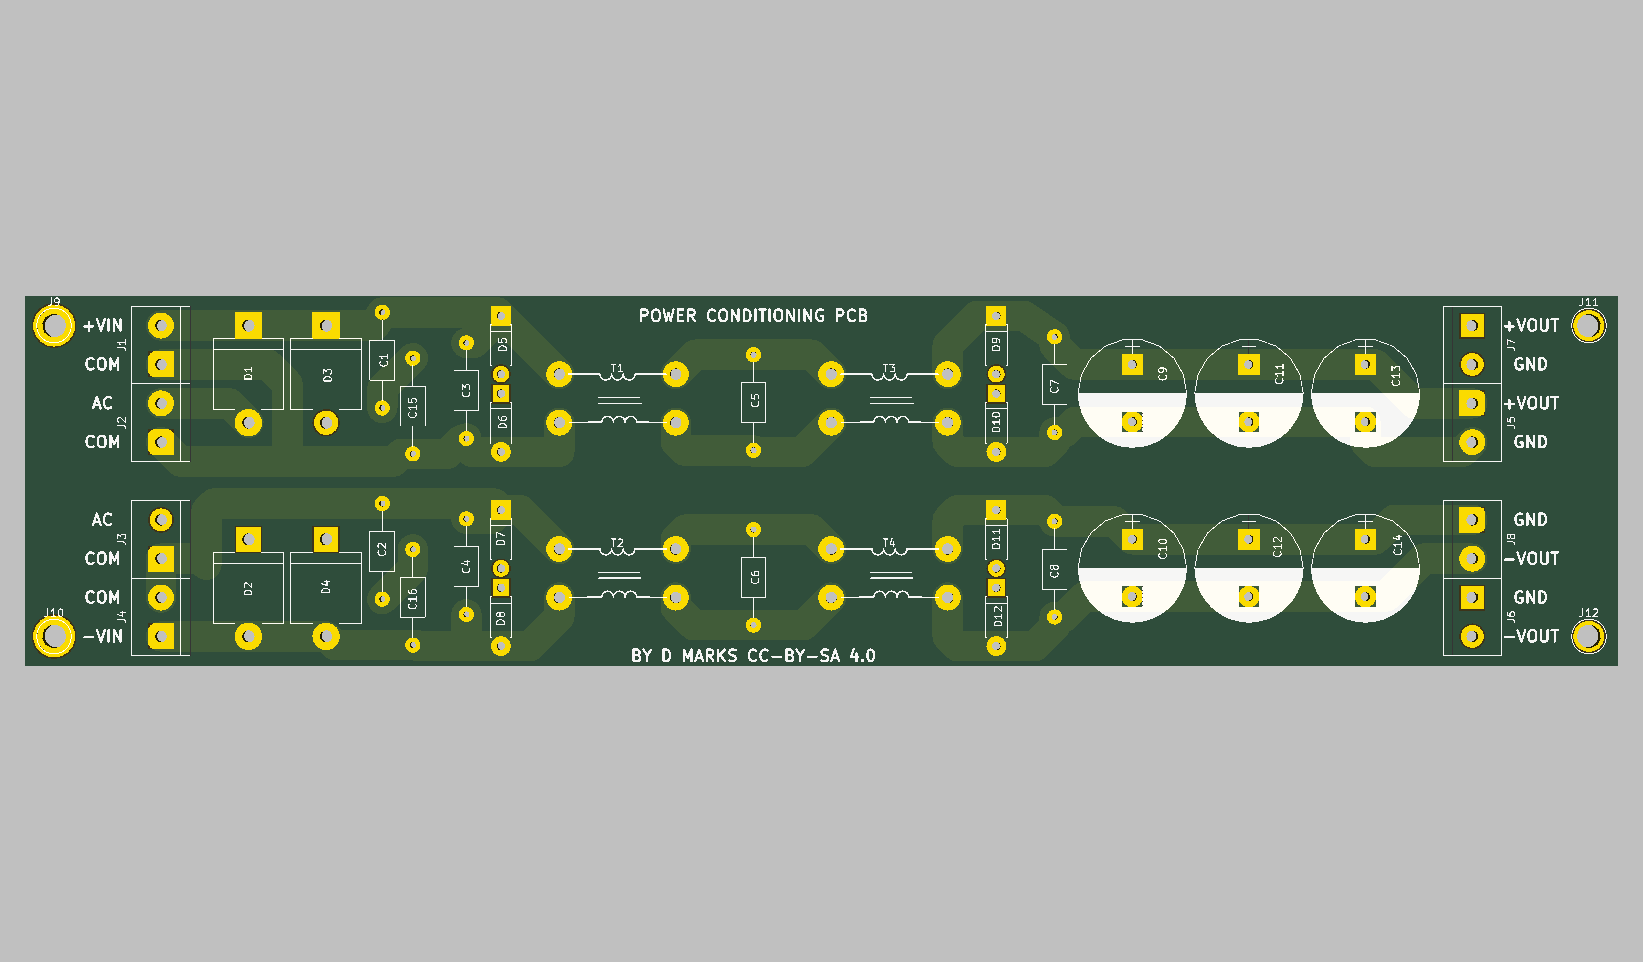 POWER CONDITIONING PCB
J9
J11
+VIN
COM
J1
AC
COM
J2
D1
D3
C1
C15
C3
D5
D6
T1
C5
T3
D9
D10
C7
C9
C11
C13
+VOUT
GND
J7
+VOUT
GND
J5
AC
COM
J3
COM
-VIN
J4
J10
D2
D4
C2
C16
C4
D7
D8
T2
C6
T4
D11
D12
C8
C10
C12
C14
GND
-VOUT
J8
GND
-VOUT
J6
J12
BY D MARKS CC-BY-SA 4.0